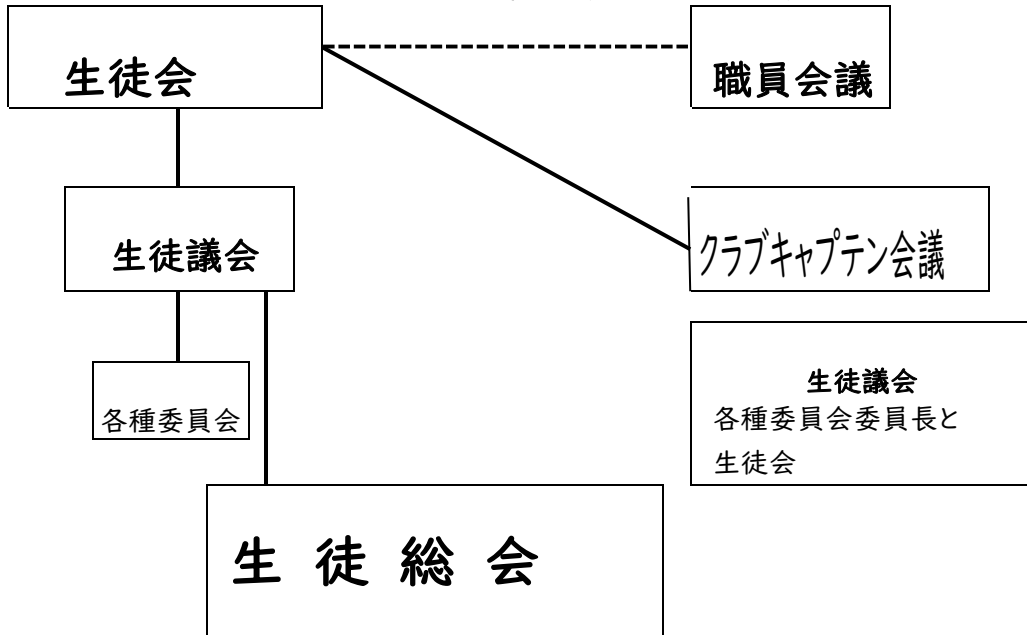 生徒会
職員会議
生徒議会
クラブキャプテン会議
生徒議会
各種委員会委員長と
生徒会
各種委員会
生徒総会